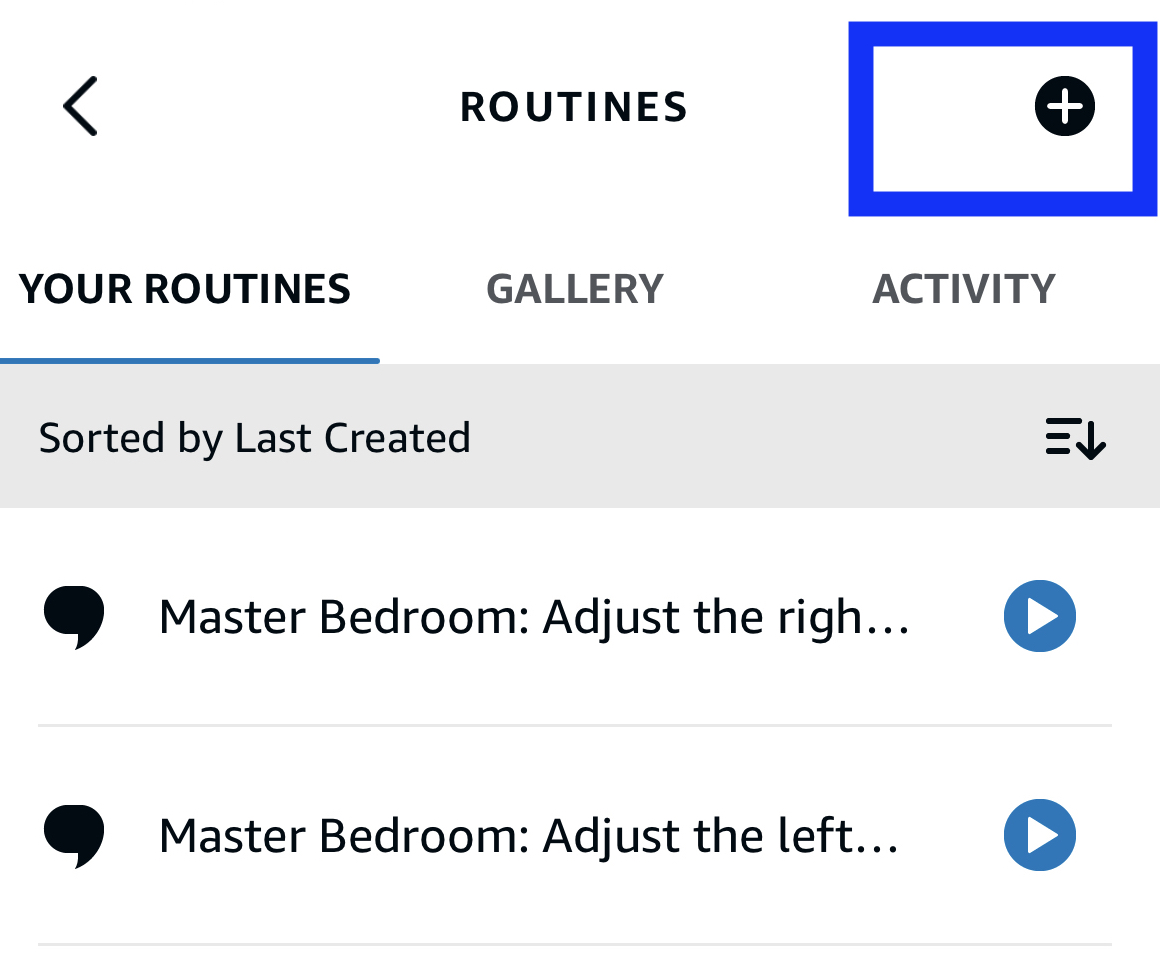 ROUTINES
YOUR ROUTINES GALLERY ACTIVITY
Sorted by Last Created
Master Bedroom: Adjust the righ...
Master Bedroom: Adjust the left...